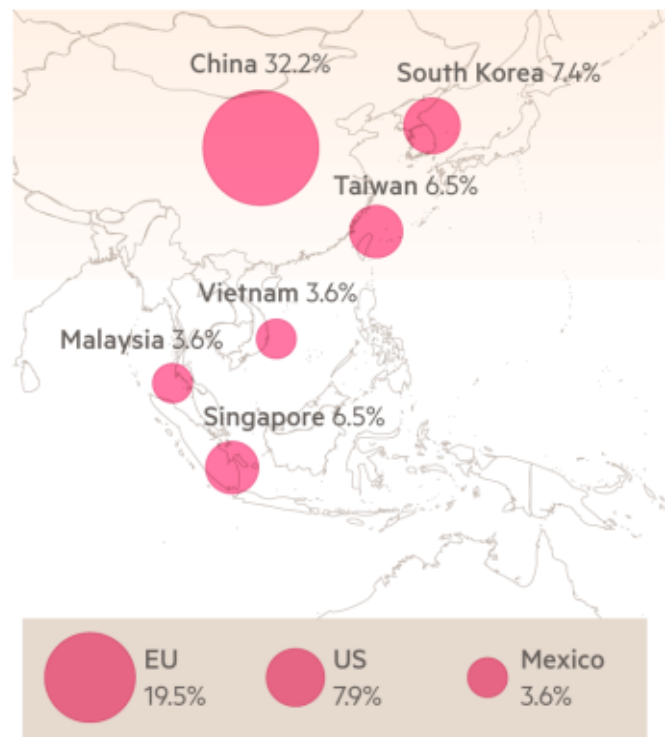 China 32.2%
South Korea 7.4%
Taiwan 6.5%
Vietnam 3.6%
Malaysia 3.6%
Singapore 6.5%
EU
19.5%
US
7.9%
Mexico
3.6%